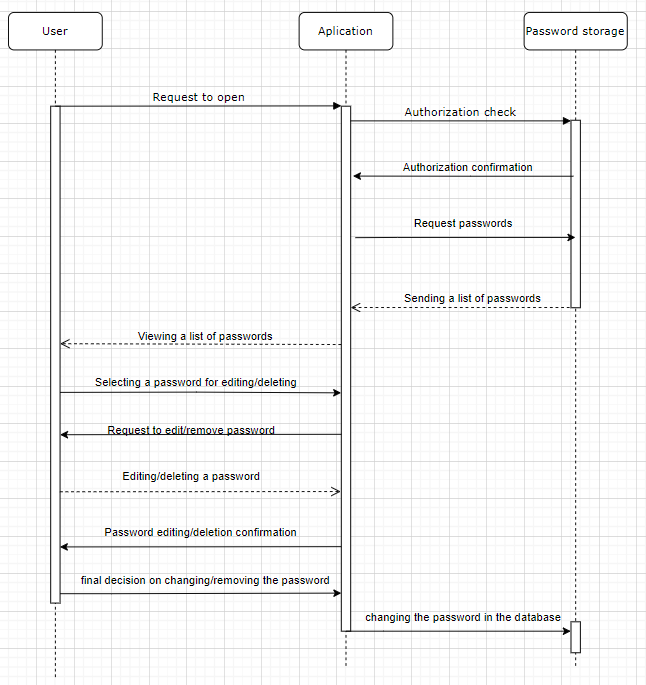 User
Aplication
Password storage
Request to open
Authorization check
Authorization confirmation
Request passwords
Sending a list of passwords
Viewing a list of passwords
Selecting a password for editing/deleting
Request to edit/remove password
Editing/deleting a password
Password editing/deletion confirmation
final decision on changing/removing the password
changing the password in the database